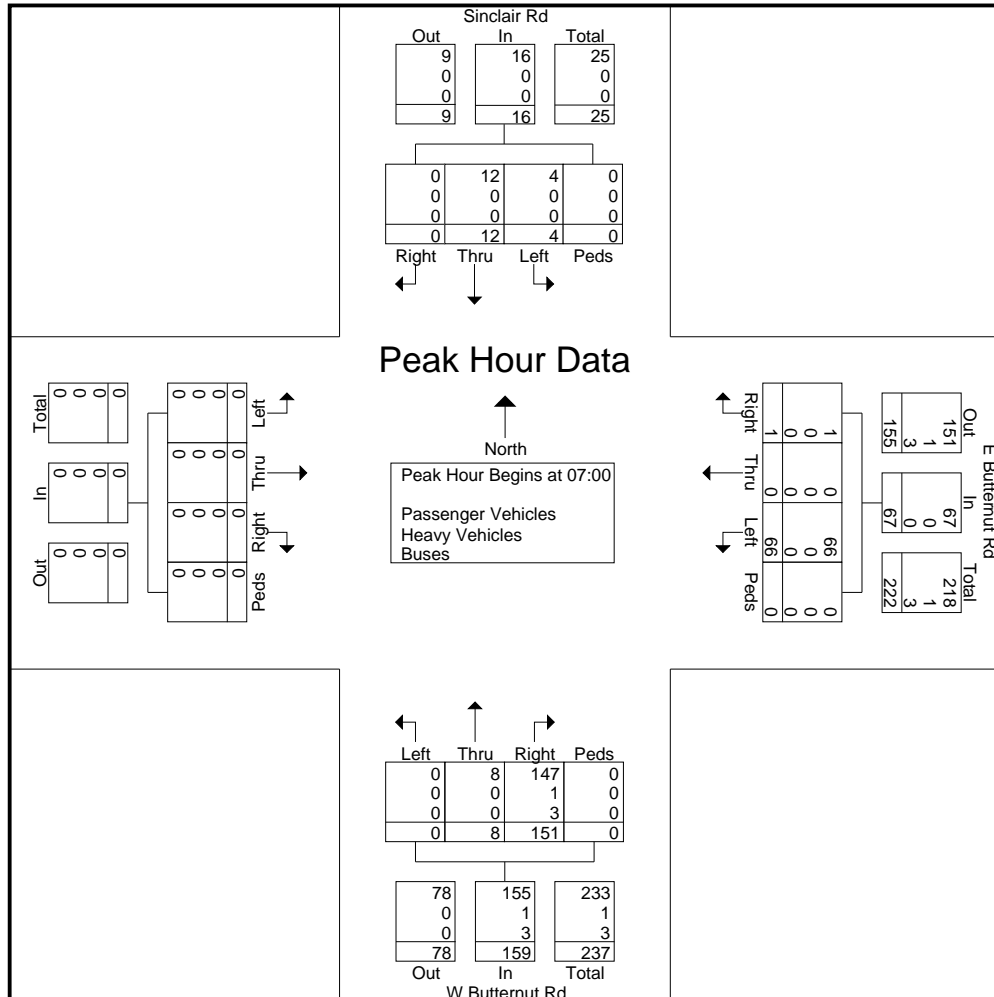 Sinclair Rd
Out In Total
9 16 25
0 0 0
0 0 0
9 16 25
0 12 4 0
0 0 0 0
0 0 0 0
0 12 4 0
Right Thru Left Peds
Peak Hour Data
North
Peak Hour Begins at 07:00
Passenger Vehicles
Heavy Vehicles
Buses
Total
0 0 0 0
In
0 0 0 0
Out
0 0 0 0
Left
0 0 0 0
Thru
0 0 0 0
Right
0 0 0 0
Peds
0 0 0 0
Right
1 0 0 1
Thru
0 0 0 0
Left
66 0 0 66
Peds
0 0 0 0
E Butternut Rd
Out
151 1 3 155
In
67 0 0 67
Total
218 1 3 222
Left Thru Right Peds
0 8 147 0
0 0 1 0
0 0 3 0
0 8 151 0
78 155 233
0 1 1
0 3 3
78 159 237
Out In Total
W Butternut Rd